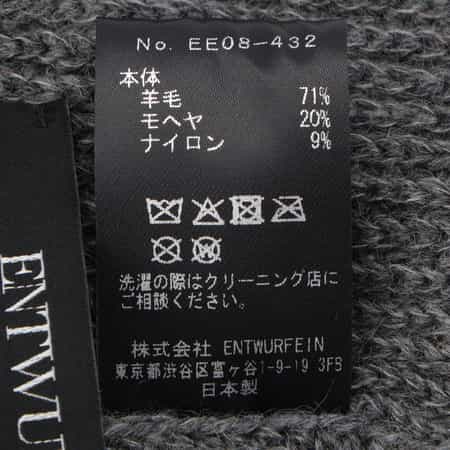 No. EE08-432
本体
羊毛 71%
モヘヤ 20%
ナイロン 9%
洗濯の際はクリーニング店に
ご相談ください。
株式会社 ENTWURFEIN
東京都渋谷区富ヶ谷1-9-19 3FS
日本製
ENTWU